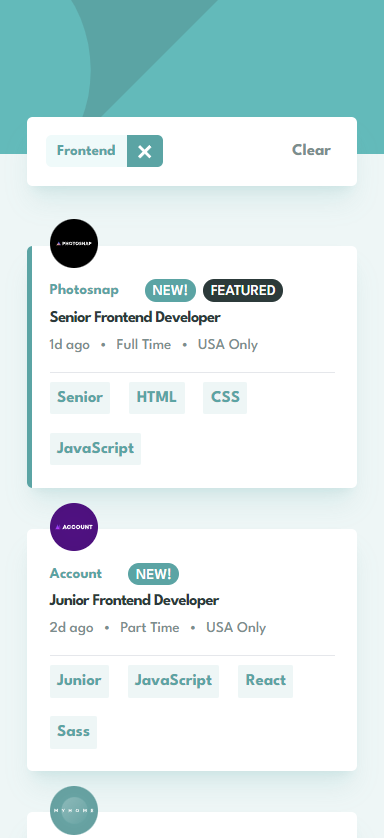 Frontend Clear
PHOTOSNAP
Photosnap NEW! FEATURED
Senior Frontend Developer
1d ago • Full Time • USA Only
Senior HTML CSS
JavaScript
ACCOUNT
Account NEW!
Junior Frontend Developer
2d ago • Part Time • USA Only
Junior JavaScript React
Sass
MYHOME